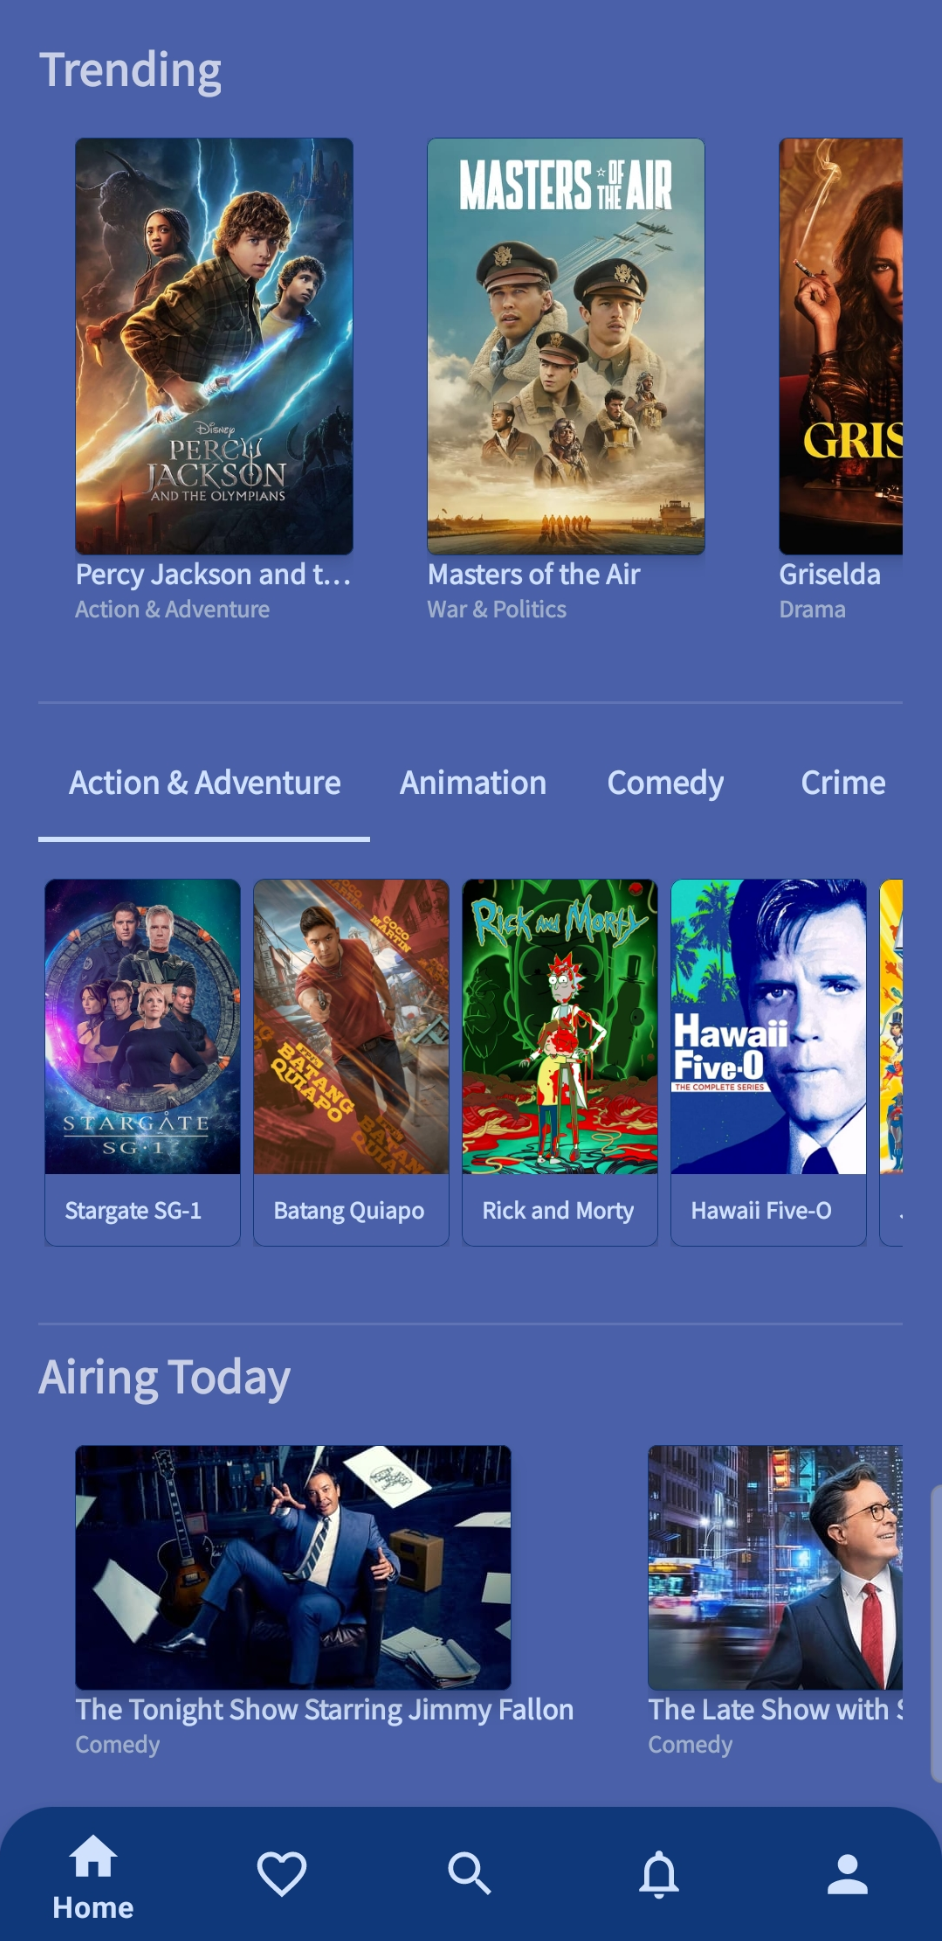 Trending
MASTERS OF THE AIR
Disney
PERCY
JACKSON
AND THE OLYMPIANS
GRIS
Percy Jackson and t...
Masters of the Air
Griselda
Action & Adventure
War & Politics
Drama
Action & Adventure
Animation
Comedy
Crime
STARGATE
SG·1
COCO
MARTIN
BATANG
QUIAPO
RICK AND MORTY
Hawaii
Five-O
THE COMPLETE SERIES
Stargate SG-1
Batang Quiapo
Rick and Morty
Hawaii Five-O
Airing Today
The Tonight Show Starring Jimmy Fallon
The Late Show with
Comedy
Comedy
Home